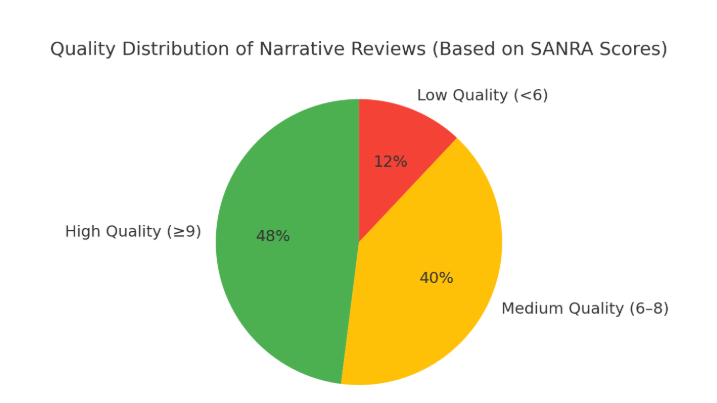 Quality Distribution of Narrative Reviews (Based on SANRA Scores)
Low Quality (<6)
12%
High Quality (≥9)
48%
40%
Medium Quality (6–8)